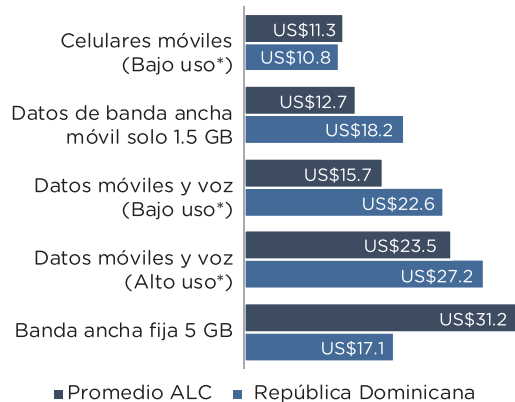 Celulares móviles
(Bajo uso*)
US$11.3
US$10.8
Datos de banda ancha
móvil solo 1.5 GB
US$12.7
US$18.2
Datos móviles y voz
(Bajo uso*)
US$15.7
US$22.6
Datos móviles y voz
(Alto uso*)
US$23.5
US$27.2
Banda ancha fija 5 GB
US$31.2
US$17.1
Promedio ALC República Dominicana